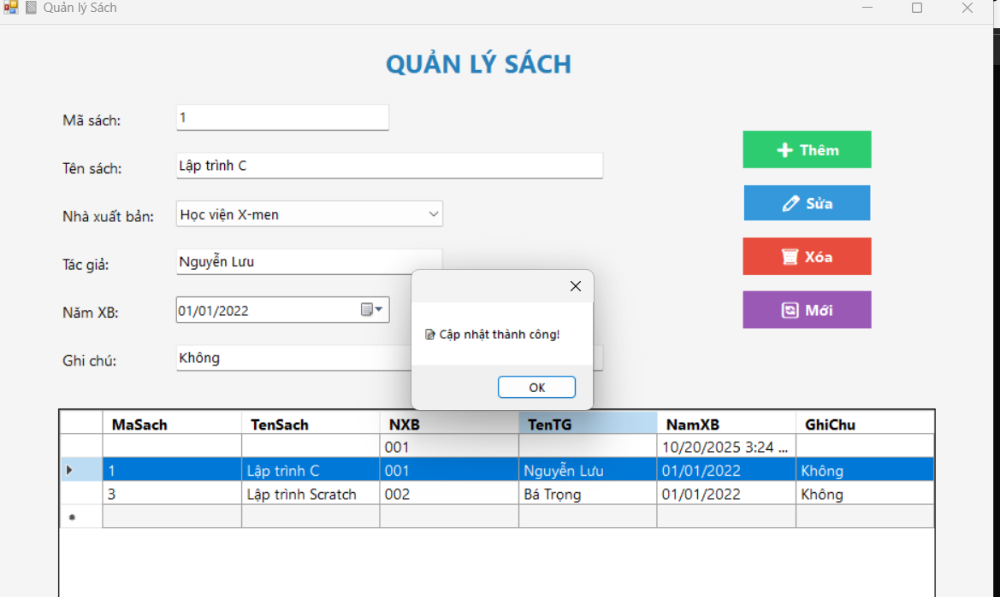 Quản lý Sách
QUẢN LÝ SÁCH
Mã sách: 1
Tên sách: Lập trình C
Nhà xuất bản: Học viện X-men
Tác giả: Nguyễn Lưu
Năm XB: 01/01/2022
Ghi chú: Không
Thêm
Sửa
Xóa
Mới
Cập nhật thành công!
OK
MaSach TenSach NXB TenTG NamXB GhiChu
001 10/20/2025 3:24 ...
1 Lập trình C 001 Nguyễn Lưu 01/01/2022 Không
3 Lập trình Scratch 002 Bá Trọng 01/01/2022 Không